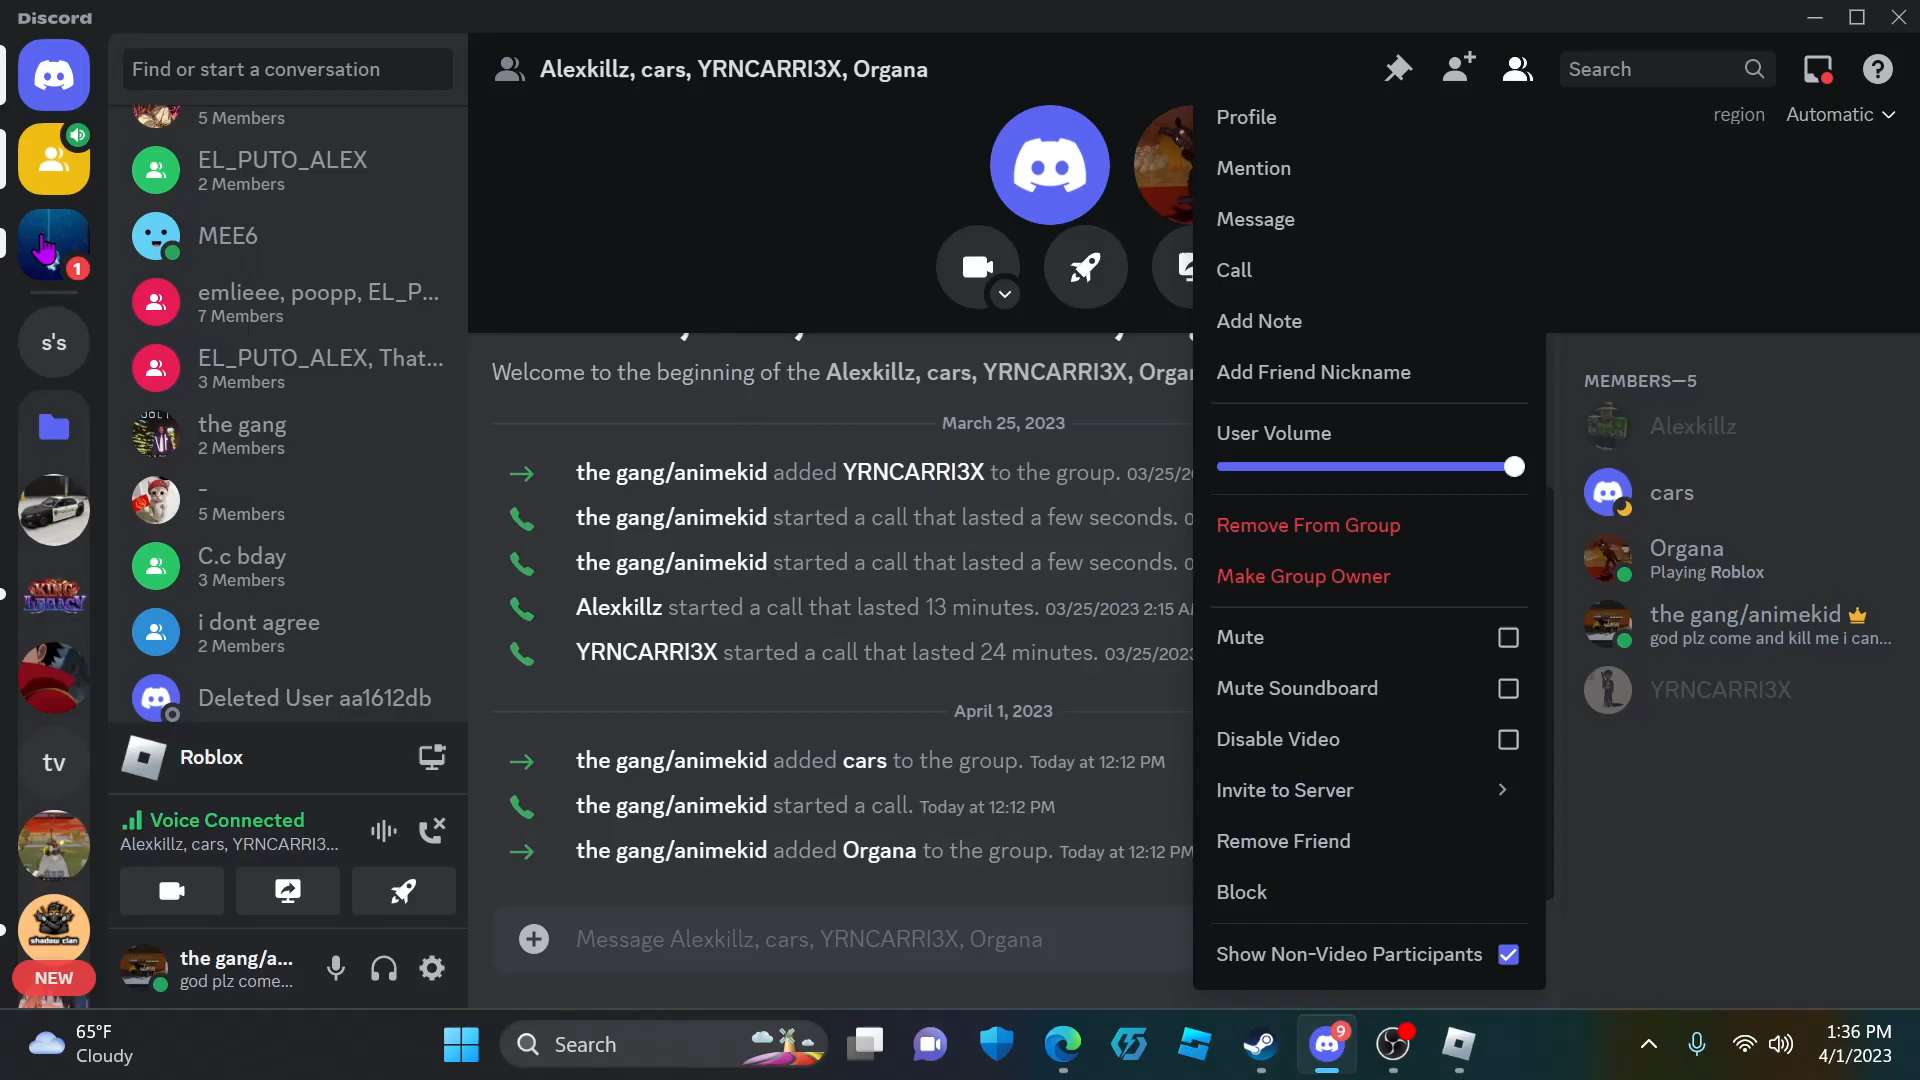 Discord
Find or start a conversation
5 Members
EL_PUTO_ALEX
2 Members
MEE6
1
emlieee, poopp, EL_P...
7 Members
s's
EL_PUTO_ALEX, That...
3 Members
the gang
2 Members
-
5 Members
C.c bday
3 Members
KING LEGACY
i dont agree
2 Members
Deleted User aa1612db
tv
Roblox
Voice Connected
Alexkillz, cars, YRNCARRI3...
shadow clan
NEW
the gang/a...
god plz come...
Alexkillz, cars, YRNCARRI3X, Organa
Search
region Automatic
Welcome to the beginning of the Alexkillz, cars, YRNCARRI3X, Orga
March 25, 2023
the gang/animekid added YRNCARRI3X to the group. 03/25/2
the gang/animekid started a call that lasted a few seconds. 0
the gang/animekid started a call that lasted a few seconds. 0
Alexkillz started a call that lasted 13 minutes. 03/25/2023 2:15 A
YRNCARRI3X started a call that lasted 24 minutes. 03/25/2023
April 1, 2023
the gang/animekid added cars to the group. Today at 12:12 PM
the gang/animekid started a call. Today at 12:12 PM
the gang/animekid added Organa to the group. Today at 12:12 PM
Message Alexkillz, cars, YRNCARRI3X, Organa
Profile
Mention
Message
Call
Add Note
Add Friend Nickname
User Volume
Remove From Group
Make Group Owner
Mute
Mute Soundboard
Disable Video
Invite to Server
Remove Friend
Block
Show Non-Video Participants
MEMBERS—5
Alexkillz
cars
Organa
Playing Roblox
the gang/animekid
god plz come and kill me i can...
YRNCARRI3X
65°F
Cloudy
Search
9
1:36 PM
4/1/2023